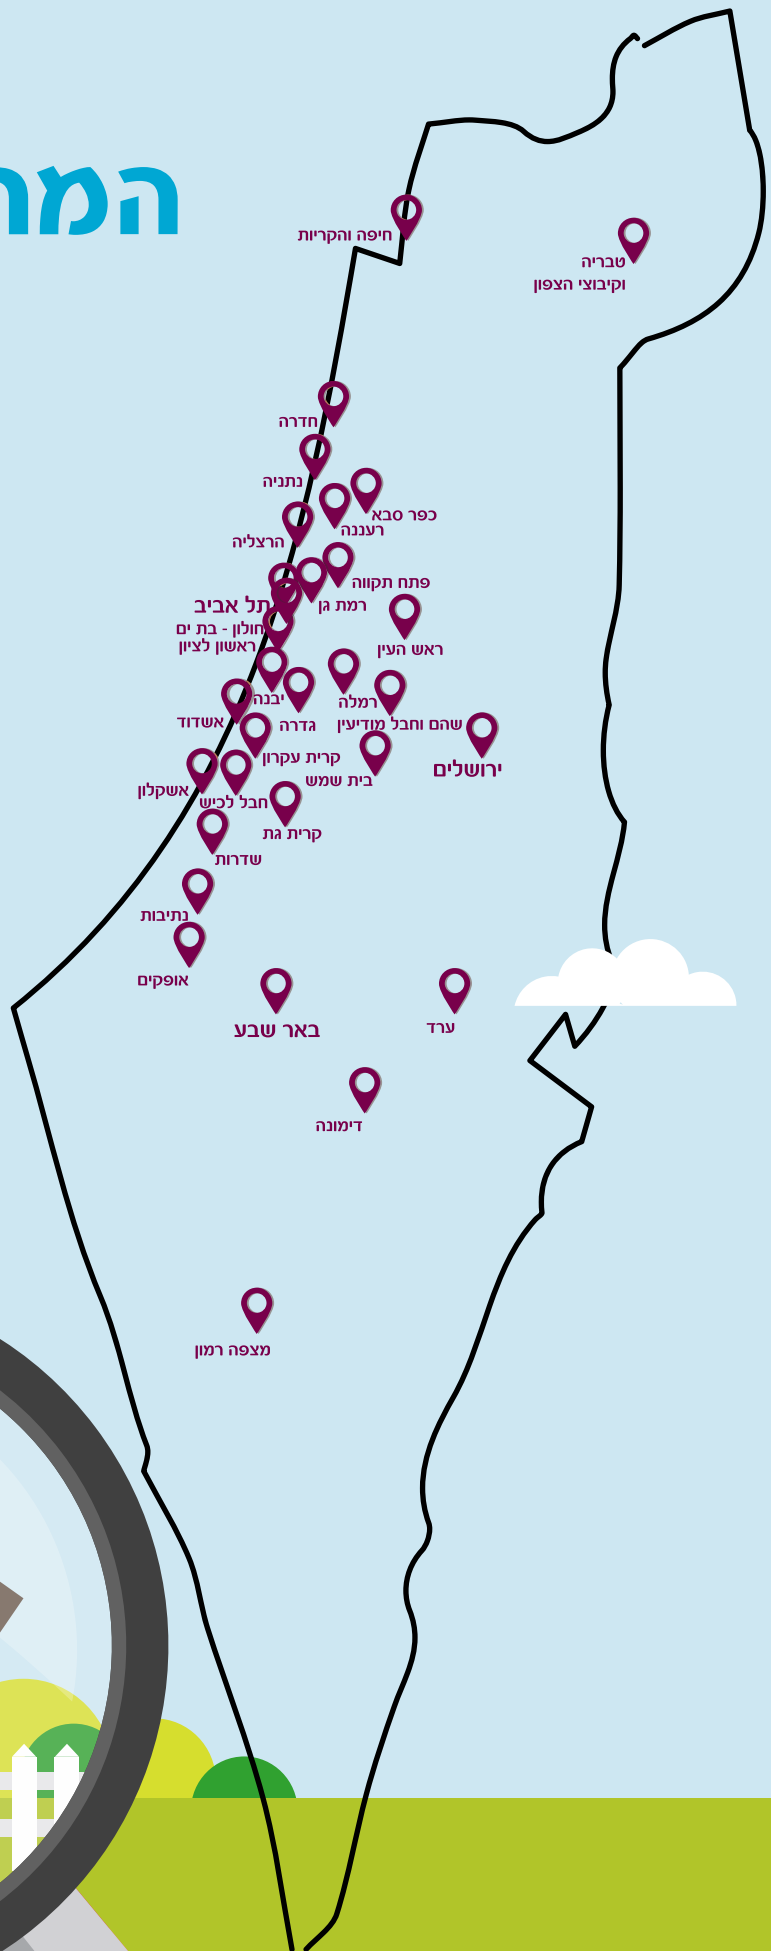 חיפה והקריות
טבריה
וקיבוצי הצפון
חדרה
נתניה
כפר סבא
רעננה
הרצליה
פתח תקווה
רמת גן
תל אביב
חולון - בת ים
ראשון לציון
ראש העין
יבנה
רמלה
גדרה
אשדוד
שהם וחבל מודיעין
קרית עקרון
ירושלים
בית שמש
אשקלון
חבל לכיש
קרית גת
שדרות
נתיבות
אופקים
באר שבע
ערד
דימונה
מצפה רמון